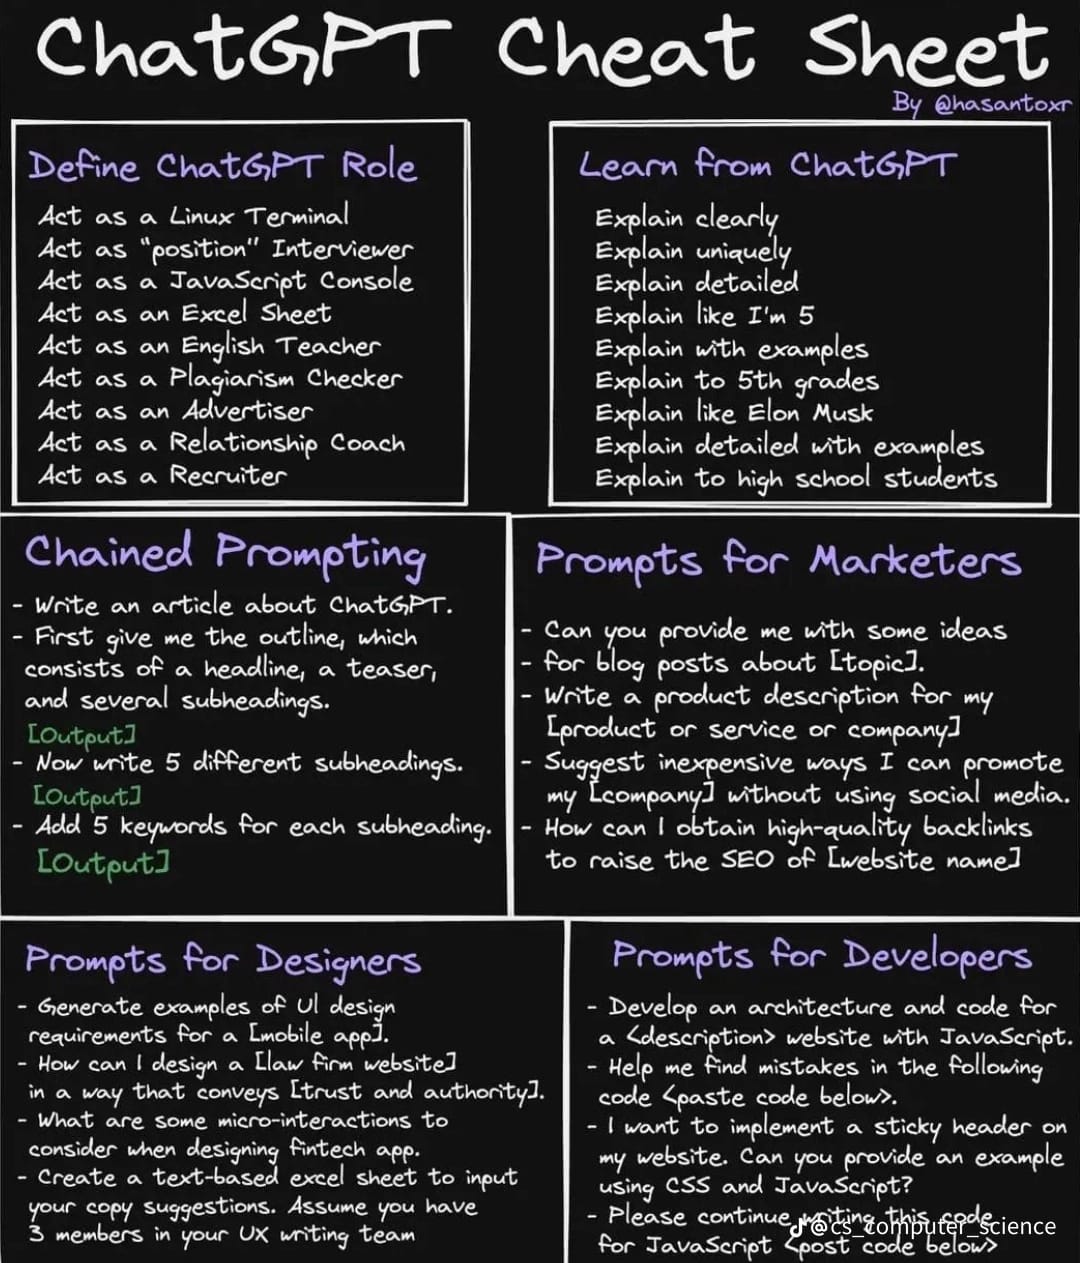 ChatGPT Cheat Sheet
By @hasantoxr
Define ChatGPT Role
Act as a Linux Terminal
Act as "position" Interviewer
Act as a JavaScript Console
Act as an Excel Sheet
Act as an English Teacher
Act as a Plagiarism Checker
Act as an Advertiser
Act as a Relationship Coach
Act as a Recruiter
Learn from ChatGPT
Explain clearly
Explain uniquely
Explain detailed
Explain like I'm 5
Explain with examples
Explain to 5th grades
Explain like Elon Musk
Explain detailed with examples
Explain to high school students
Chained Prompting
- Write an article about ChatGPT.
- First give me the outline, which
consists of a headline, a teaser,
and several subheadings.
[Output]
- Now write 5 different subheadings.
[Output]
- Add 5 keywords for each subheading.
[Output]
Prompts for Marketers
- Can you provide me with some ideas
- for blog posts about [topic].
- Write a product description for my
[product or service or company]
- Suggest inexpensive ways I can promote
my [company] without using social media.
- How can I obtain high-quality backlinks
to raise the SEO of [website name]
Prompts for Designers
- Generate examples of UI design
requirements for a [mobile app].
- How can I design a [law firm website]
in a way that conveys [trust and authority].
- What are some micro-interactions to
consider when designing fintech app.
- Create a text-based excel sheet to input
your copy suggestions. Assume you have
3 members in your UX writing team
Prompts for Developers
- Develop an architecture and code for
a <description> website with JavaScript.
- Help me find mistakes in the following
code <paste code below>.
- I want to implement a sticky header on
my website. Can you provide an example
using CSS and JavaScript?
- Please continue writing this code
for JavaScript <post code below>
@cs_computer_science